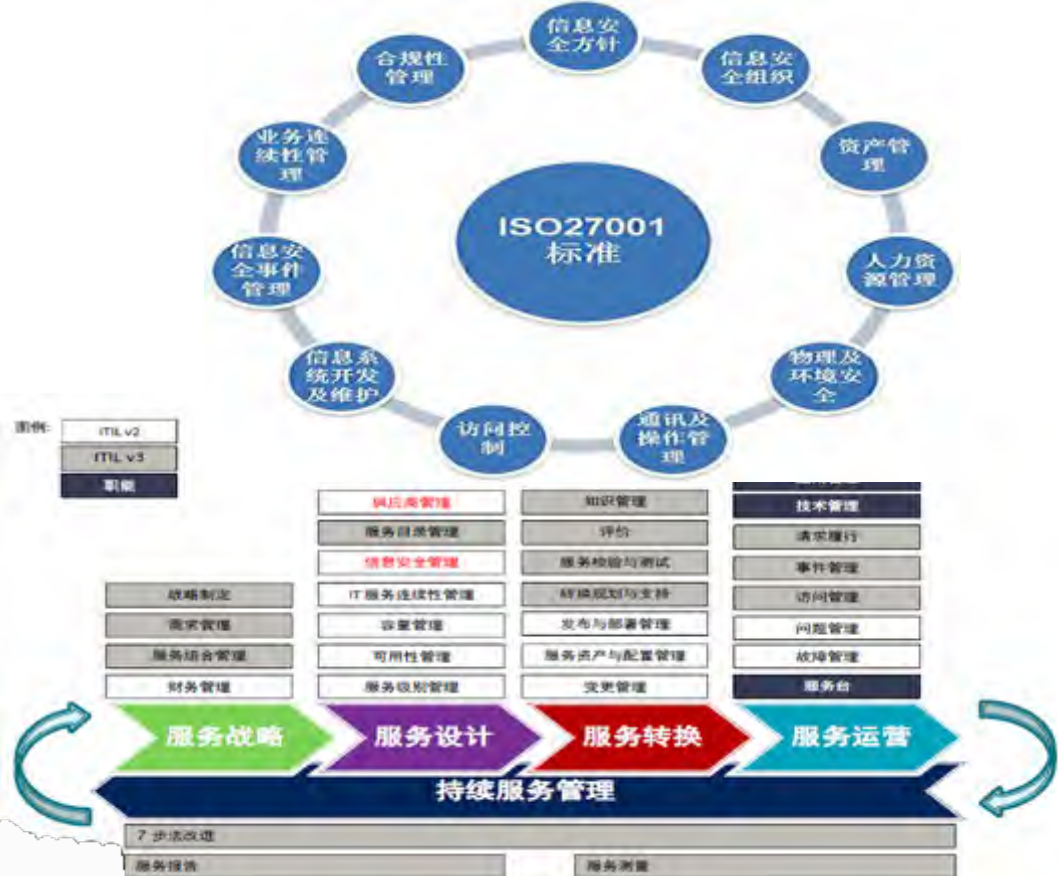 信息安
全方针
信息安
全组织
资产管
理
人力资
源管理
物理及
环境安
全
通讯及
操作管
理
访问控
制
信息系
统开发
及维护
信息安
全事件
管理
业务连
续性管
理
合规性
管理
ISO27001
标准
图例:
ITIL v2
ITIL v3
职能
战略制定
需求管理
服务组合管理
财务管理
供应商管理
服务目录管理
信息安全管理
IT服务连续性管理
容量管理
可用性管理
服务级别管理
知识管理
评价
服务校验与测试
转换规划与支持
发布与部署管理
服务资产与配置管理
变更管理
技术管理
请求履行
事件管理
访问管理
问题管理
故障管理
服务台
服务战略
服务设计
服务转换
服务运营
持续服务管理
7 步法改进
服务报告
服务测量